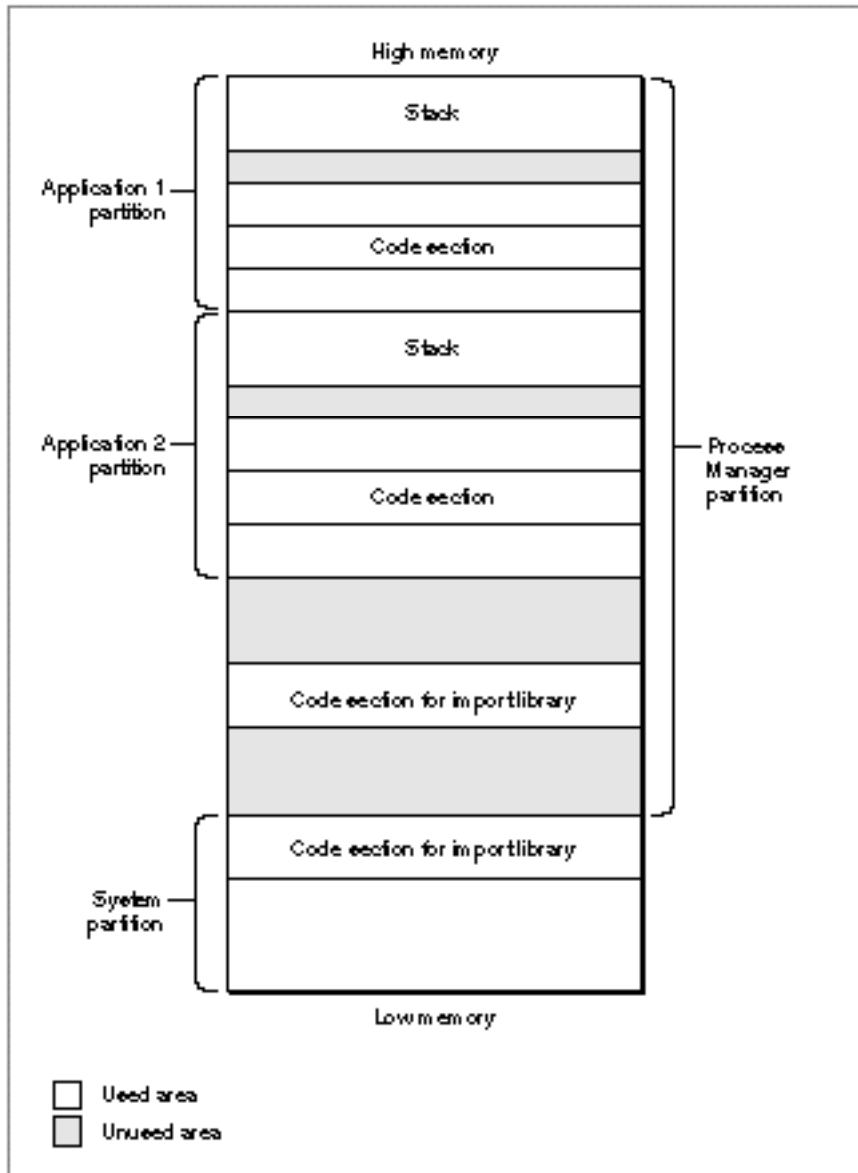 High memory
Stack
Application 1
partition
Code section
Stack
Application 2
partition
Process
Manager
partition
Code section
Code section for import library
Code section for import library
System
partition
Low memory
Used area
Unused area